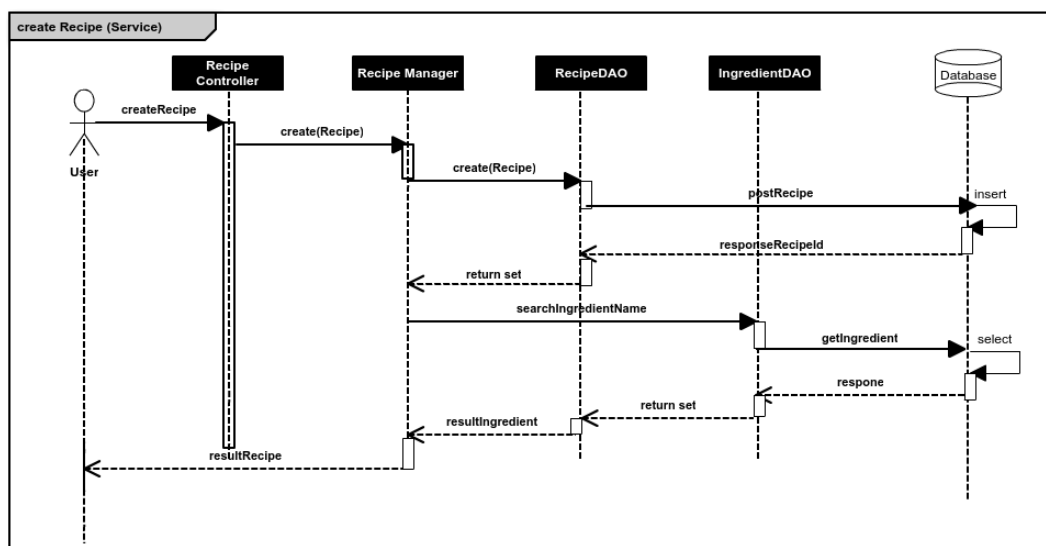 create Recipe (Service)
Recipe
Controller
Recipe Manager
RecipeDAO
IngredientDAO
Database
createRecipe
User
create(Recipe)
create(Recipe)
postRecipe
insert
responseRecipeId
return set
searchIngredientName
getIngredient
select
respone
return set
resultIngredient
resultRecipe